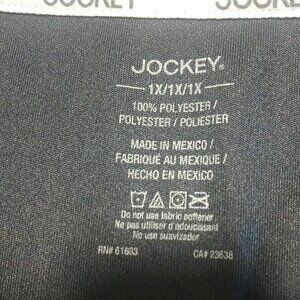 JOCKEY JOCKEY
JOCKEY®
1X/1X/1X
100% POLYESTER /
POLYESTER / POLIESTER
MADE IN MEXICO /
FABRIQUÉ AU MEXIQUE /
HECHO EN MEXICO
Do not use fabric softener
Ne pas utiliser d'adoucissant
No use suavizador
RN# 61683 CA# 23638